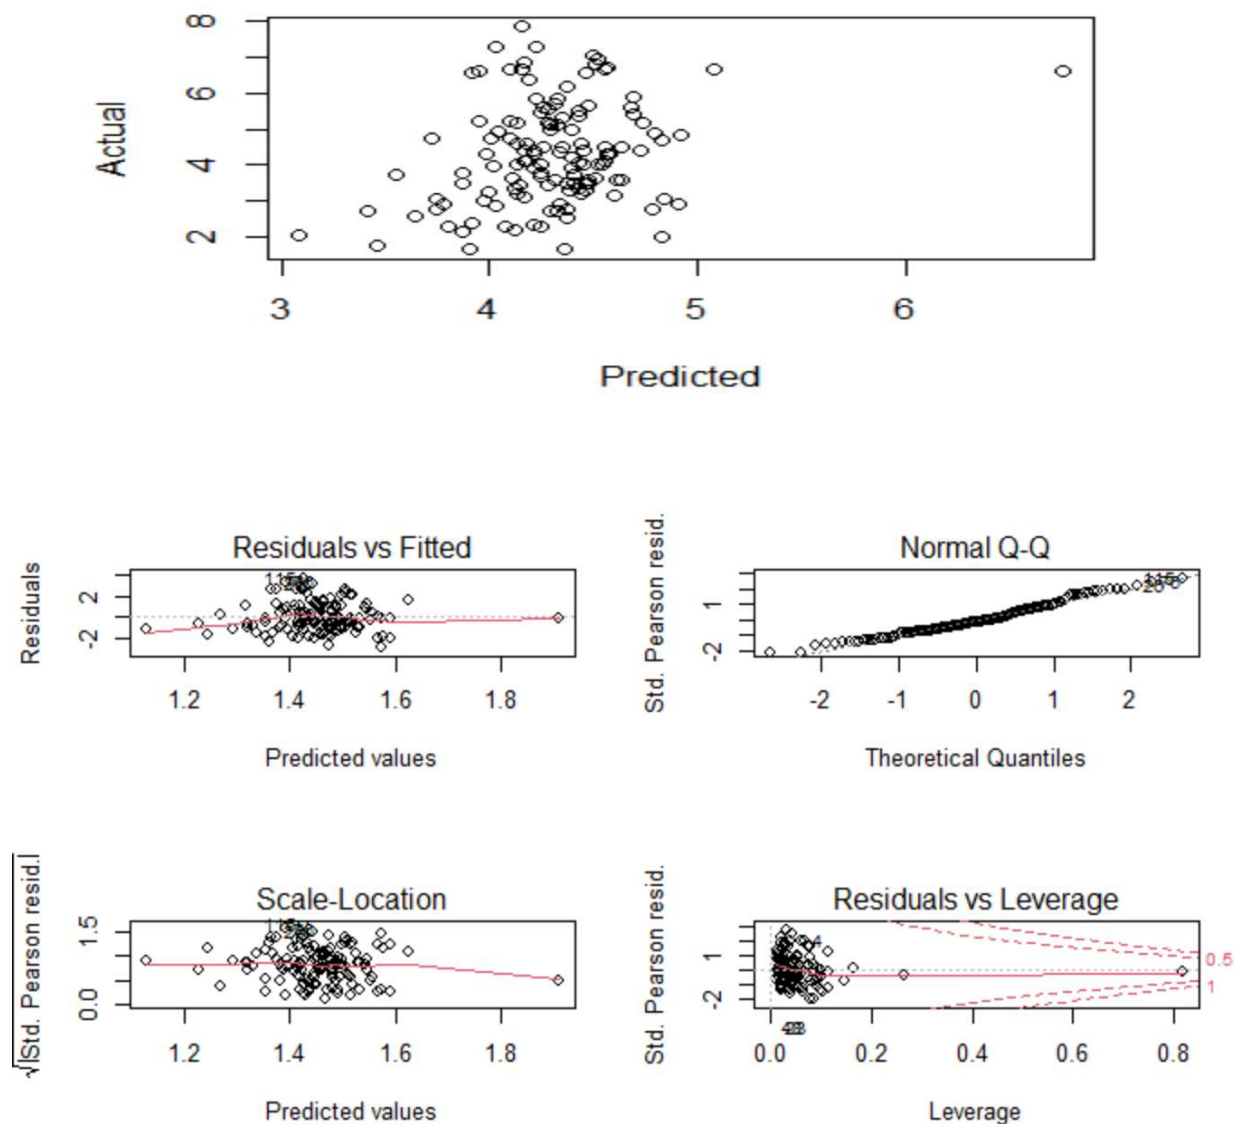 8
6
4
2
Actual
3 4 5 6
Predicted
Residuals vs Fitted
Residuals
2
-2
1.2 1.4 1.6 1.8
Predicted values
Normal Q-Q
Std. Pearson resid.
1
-2
-2 -1 0 1 2
Theoretical Quantiles
Scale-Location
√|Std. Pearson resid.|
1.5
0.0
1.2 1.4 1.6 1.8
Predicted values
Residuals vs Leverage
Std. Pearson resid.
1
-2
4
0.5
1
0.0 0.2 0.4 0.6 0.8
Leverage